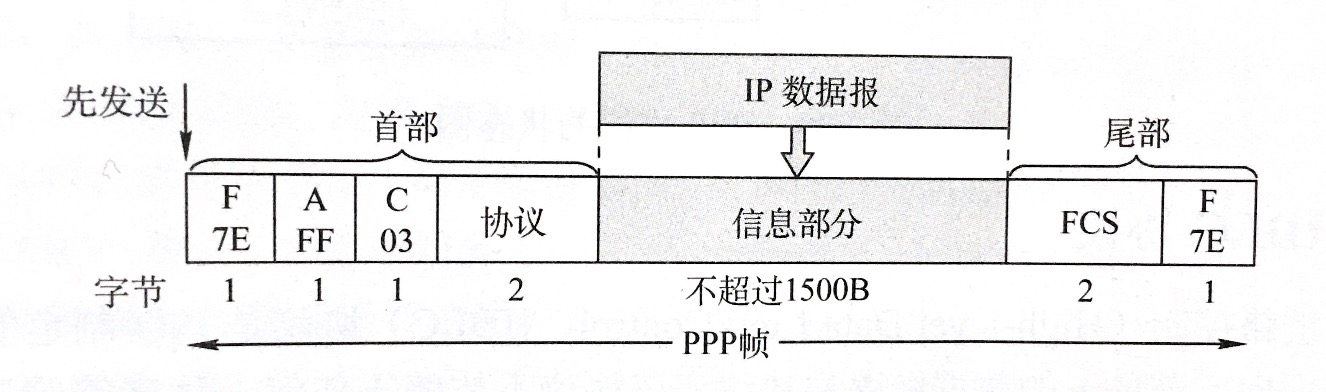 IP 数据报
先发送
首部
尾部
F A C 协议 信息部分 FCS F
7E FF 03 7E
字节 1 1 1 2 不超过1500B 2 1
PPP帧